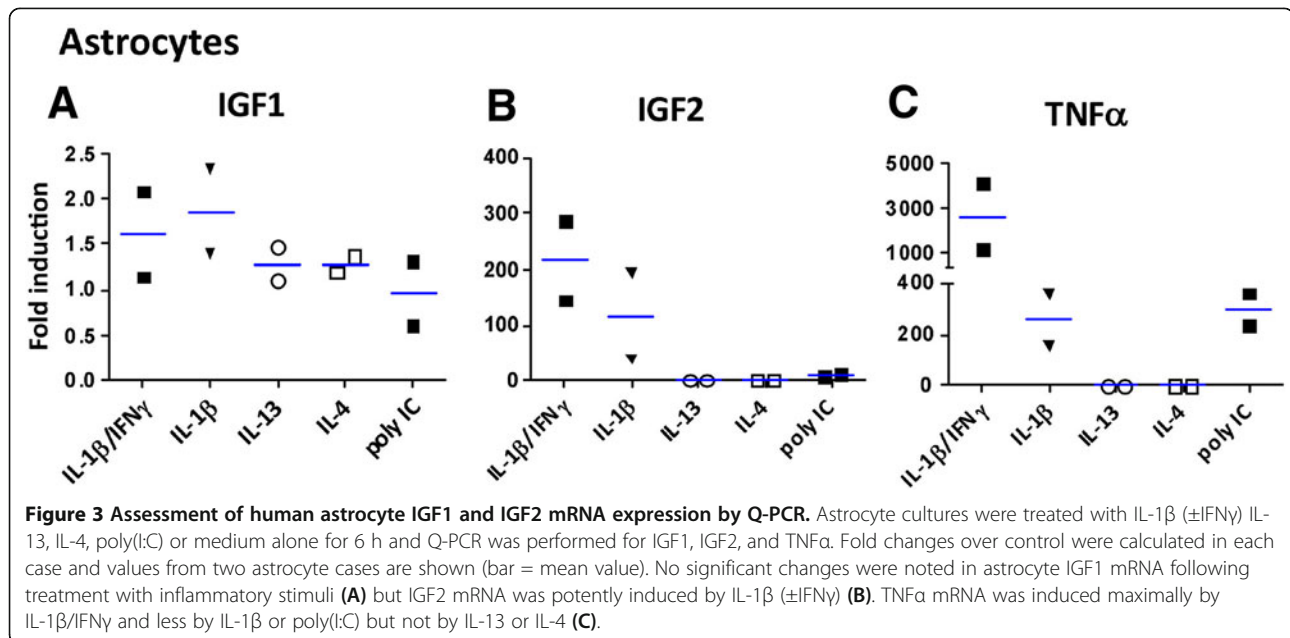 Astrocytes
A
IGF1
B
IGF2
C
TNFα
Fold induction
2.5
2.0
1.5
1.0
0.5
0.0
IL-1β/IFNγ
IL-1β
IL-13
IL-4
poly IC
400
300
200
100
0
IL-1β/IFNγ
IL-1β
IL-13
IL-4
poly IC
5000
3000
1000
400
200
0
IL-1β/IFNγ
IL-1β
IL-13
IL-4
poly IC
Figure 3 Assessment of human astrocyte IGF1 and IGF2 mRNA expression by Q-PCR. Astrocyte cultures were treated with IL-1β (±IFNγ) IL-
13, IL-4, poly(I:C) or medium alone for 6 h and Q-PCR was performed for IGF1, IGF2, and TNFα. Fold changes over control were calculated in each
case and values from two astrocyte cases are shown (bar = mean value). No significant changes were noted in astrocyte IGF1 mRNA following
treatment with inflammatory stimuli (A) but IGF2 mRNA was potently induced by IL-1β (±IFNγ) (B). TNFα mRNA was induced maximally by
IL-1β/IFNγ and less by IL-1β or poly(I:C) but not by IL-13 or IL-4 (C).